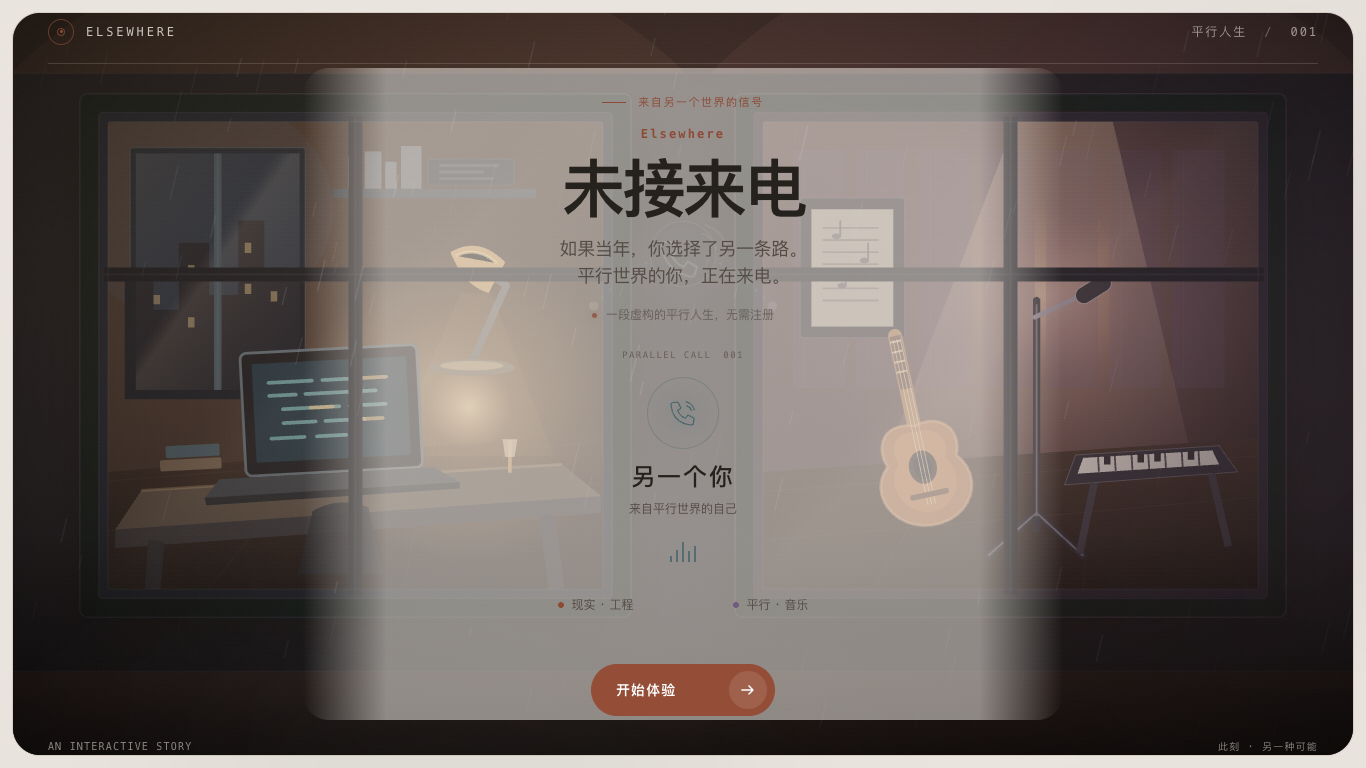 ELSEWHERE
平行人生 / 001
来自另一个世界的信号
Elsewhere
未接来电
如果当年，你选择了另一条路。
平行世界的你，正在来电。
一段虚构的平行人生，无需注册
PARALLEL CALL 001
另一个你
来自平行世界的自己
现实 · 工程
平行 · 音乐
开始体验
AN INTERACTIVE STORY
此刻 · 另一种可能